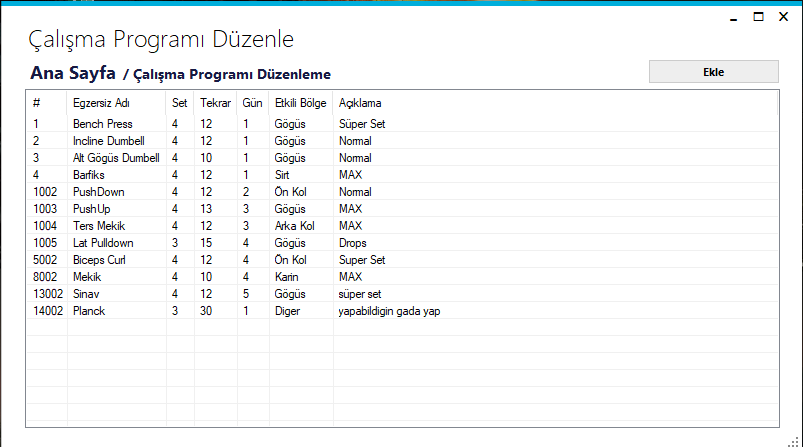 Çalışma Programı Düzenle
Ana Sayfa / Çalışma Programı Düzenleme
Ekle
# Egzersiz Adı Set Tekrar Gün Etkili Bölge Açıklama
1 Bench Press 4 12 1 Gögüs Süper Set
2 Incline Dumbell 4 12 1 Gögüs Normal
3 Alt Gögüs Dumbell 4 10 1 Gögüs Normal
4 Barfiks 4 12 1 Sirt MAX
1002 PushDown 4 12 2 Ön Kol Normal
1003 PushUp 4 13 3 Gögüs MAX
1004 Ters Mekik 4 12 3 Arka Kol MAX
1005 Lat Pulldown 3 15 4 Gögüs Drops
5002 Biceps Curl 4 12 4 Ön Kol Super Set
8002 Mekik 4 10 4 Karin MAX
13002 Sinav 4 12 5 Gögüs süper set
14002 Planck 3 30 1 Diger yapabildigin gada yap